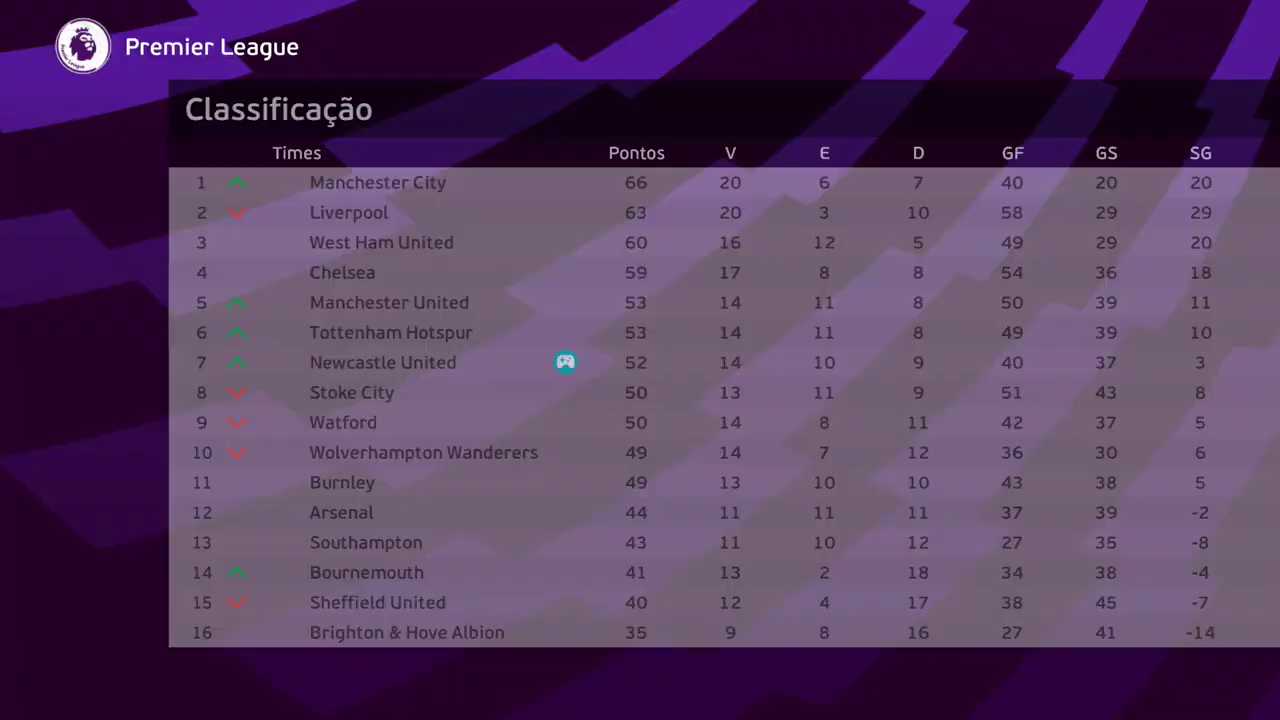 Premier League
Classificação
Times Pontos V E D GF GS SG
1 Manchester City 66 20 6 7 40 20 20
2 Liverpool 63 20 3 10 58 29 29
3 West Ham United 60 16 12 5 49 29 20
4 Chelsea 59 17 8 8 54 36 18
5 Manchester United 53 14 11 8 50 39 11
6 Tottenham Hotspur 53 14 11 8 49 39 10
7 Newcastle United 52 14 10 9 40 37 3
8 Stoke City 50 13 11 9 51 43 8
9 Watford 50 14 8 11 42 37 5
10 Wolverhampton Wanderers 49 14 7 12 36 30 6
11 Burnley 49 13 10 10 43 38 5
12 Arsenal 44 11 11 11 37 39 -2
13 Southampton 43 11 10 12 27 35 -8
14 Bournemouth 41 13 2 18 34 38 -4
15 Sheffield United 40 12 4 17 38 45 -7
16 Brighton & Hove Albion 35 9 8 16 27 41 -14